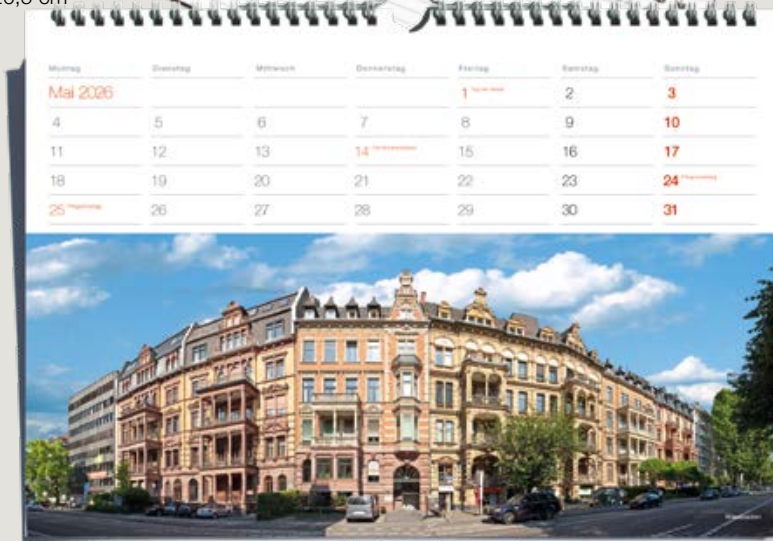 cm
Montag Dienstag Mittwoch Donnerstag Freitag Samstag Sonntag
Mai 2026 1 2 3
4 5 6 7 8 9 10
11 12 13 14 15 16 17
18 19 20 21 22 23 24
25 26 27 28 29 30 31
Wiesbaden